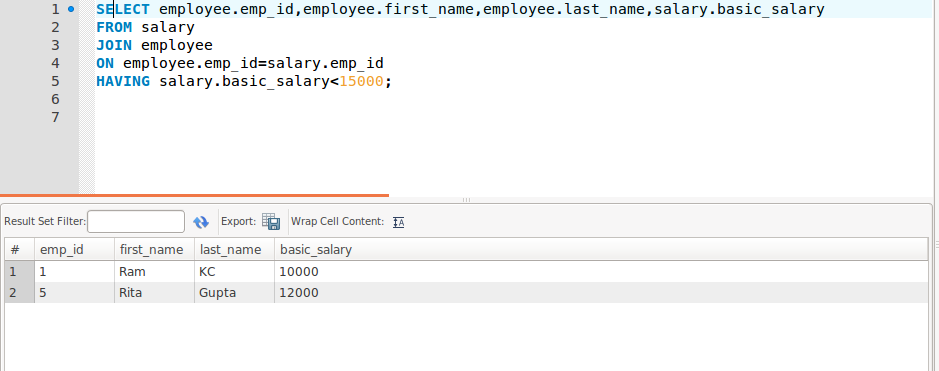 1 SELECT employee.emp_id,employee.first_name,employee.last_name,salary.basic_salary
2 FROM salary
3 JOIN employee
4 ON employee.emp_id=salary.emp_id
5 HAVING salary.basic_salary<15000;
6
7
Result Set Filter: Export: Wrap Cell Content: IA
# emp_id first_name last_name basic_salary
1 1 Ram KC 10000
2 5 Rita Gupta 12000